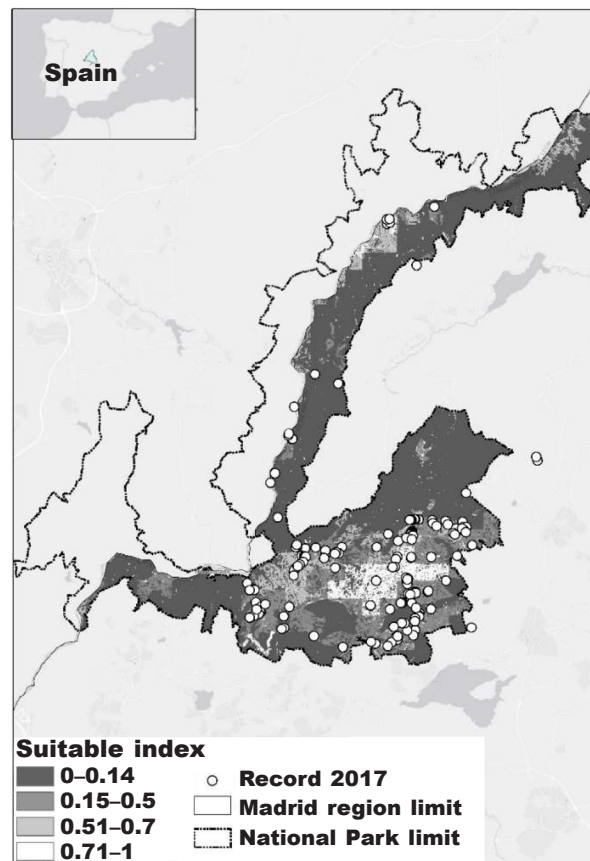 Spain
Suitable index
0–0.14
0.15–0.5
0.51–0.7
0.71–1
Record 2017
Madrid region limit
National Park limit